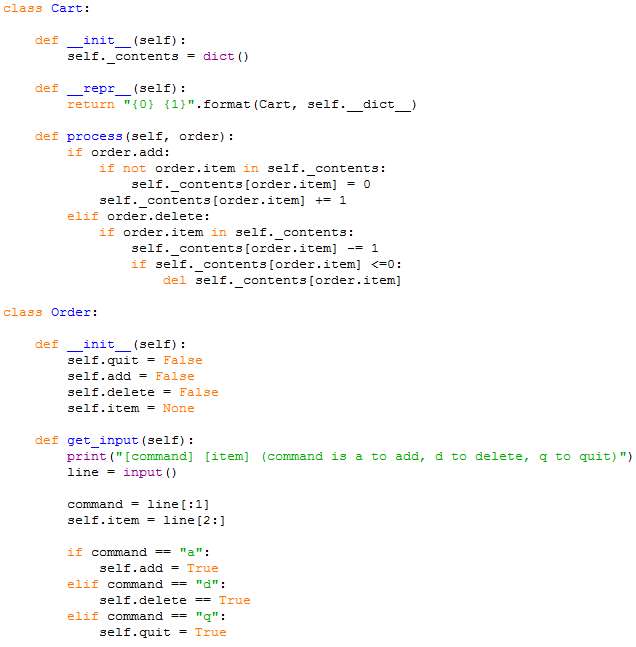 class Cart:
    def __init__(self):
        self._contents = dict()
    def __repr__(self):
        return "{0} {1}".format(Cart, self.__dict__)
    def process(self, order):
        if order.add:
            if not order.item in self._contents:
                self._contents[order.item] = 0
            self._contents[order.item] += 1
        elif order.delete:
            if order.item in self._contents:
                self._contents[order.item] -= 1
                if self._contents[order.item] <=0:
                    del self._contents[order.item]
class Order:
    def __init__(self):
        self.quit = False
        self.add = False
        self.delete = False
        self.item = None
    def get_input(self):
        print("[command] [item] (command is a to add, d to delete, q to quit)")
        line = input()
        command = line[:1]
        self.item = line[2:]
        if command == "a":
            self.add = True
        elif command == "d":
            self.delete == True
        elif command == "q":
            self.quit = True